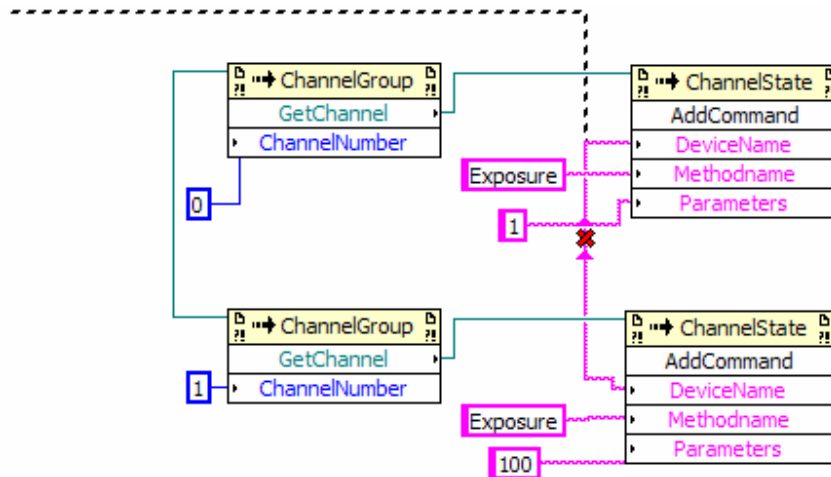 ChannelGroup
GetChannel
ChannelNumber
0
ChannelState
AddCommand
DeviceName
Methodname
Parameters
Exposure
1
ChannelGroup
GetChannel
ChannelNumber
1
ChannelState
AddCommand
DeviceName
Methodname
Parameters
Exposure
100